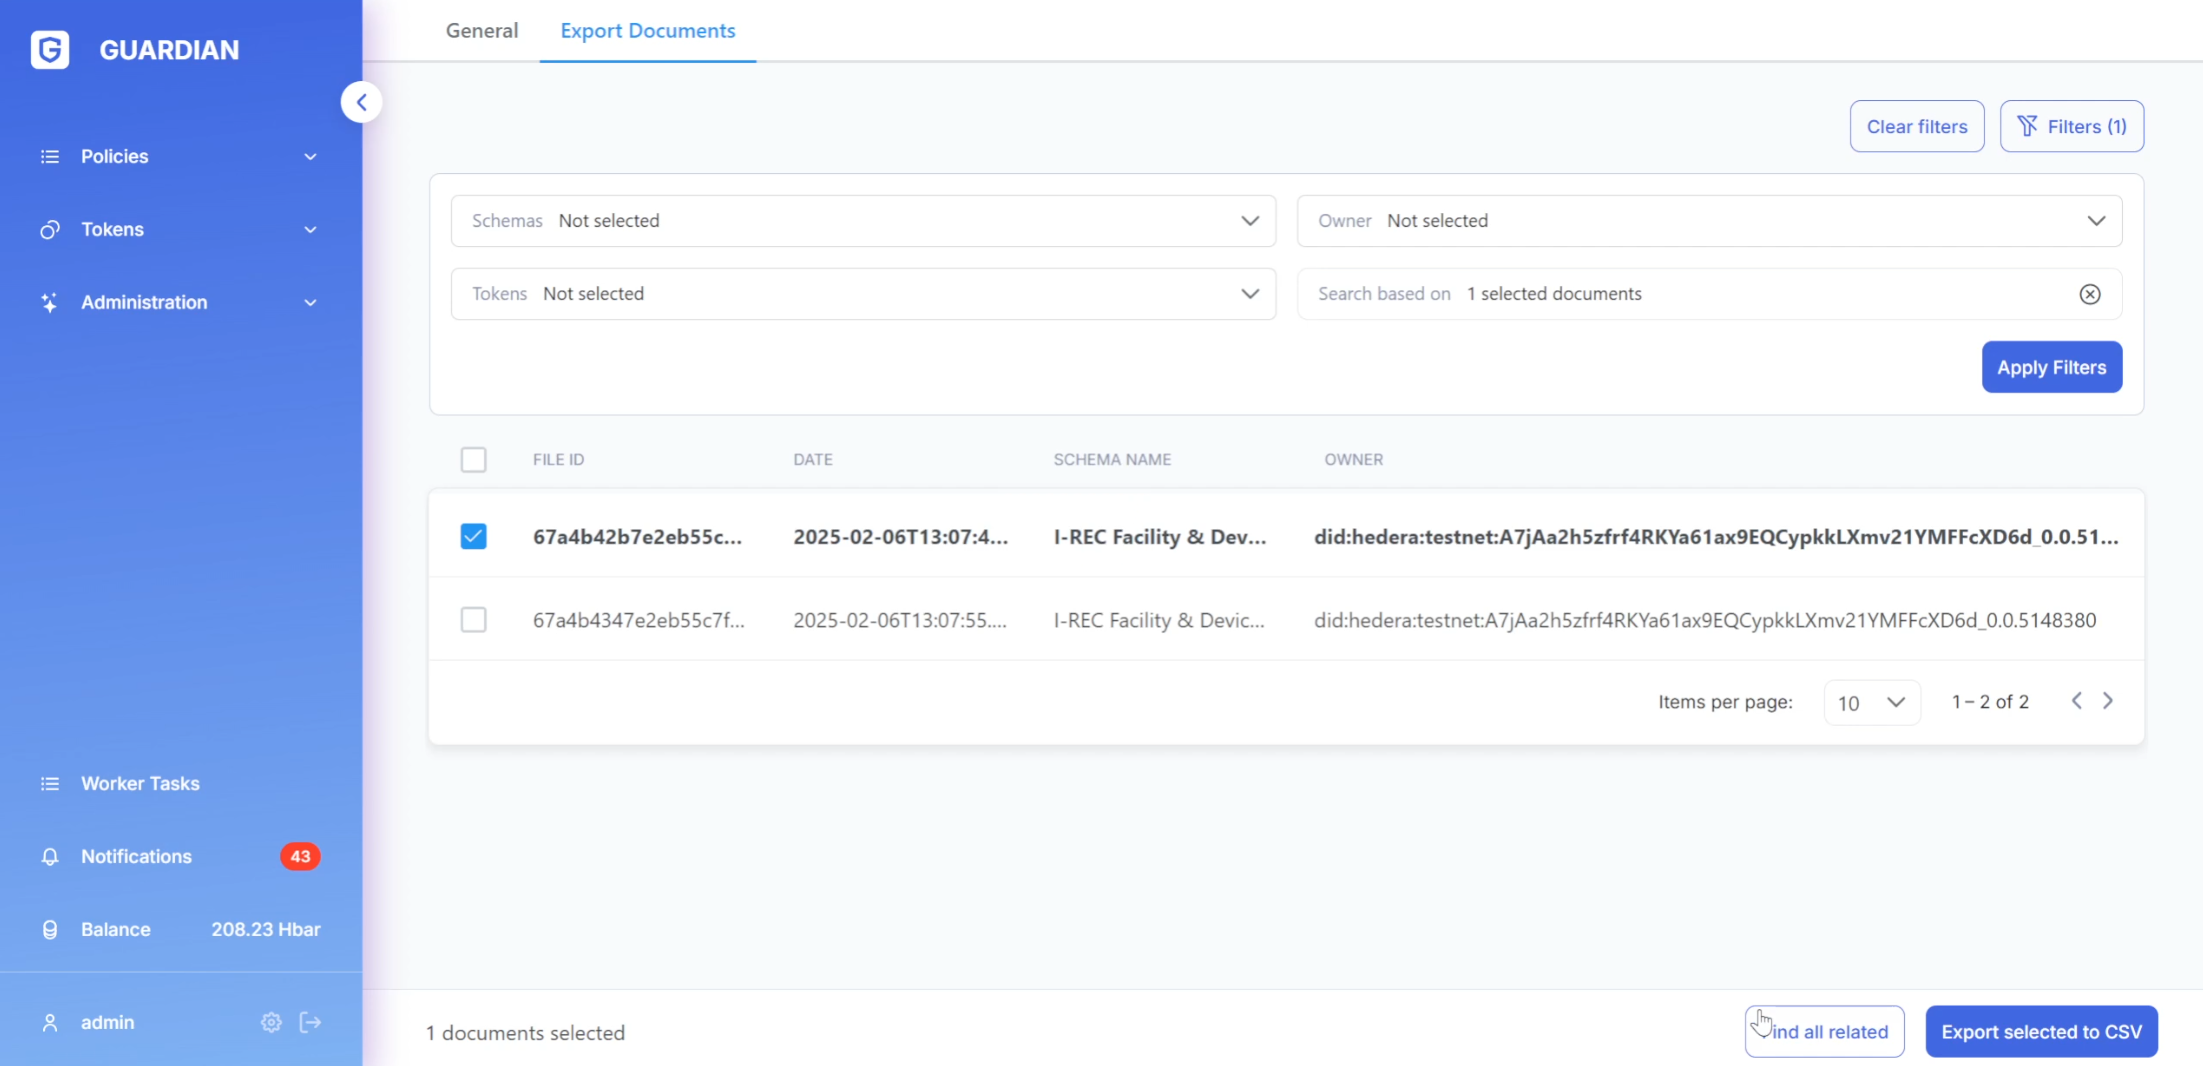 GUARDIAN
Policies
Tokens
Administration
Worker Tasks
Notifications 43
Balance 208.23 Hbar
admin
General Export Documents
Clear filters Filters (1)
Schemas Not selected Owner Not selected
Tokens Not selected Search based on 1 selected documents
Apply Filters
FILE ID DATE SCHEMA NAME OWNER
67a4b42b7e2eb55c... 2025-02-06T13:07:4... I-REC Facility & Dev... did:hedera:testnet:A7jAa2h5zfrf4RKYa61ax9EQCypkkLXmv21YMFFcXD6d_0.0.51...
67a4b4347e2eb55c7f... 2025-02-06T13:07:55.... I-REC Facility & Devic... did:hedera:testnet:A7jAa2h5zfrf4RKYa61ax9EQCypkkLXmv21YMFFcXD6d_0.0.5148380
Items per page: 10 1 – 2 of 2
1 documents selected
ind all related Export selected to CSV